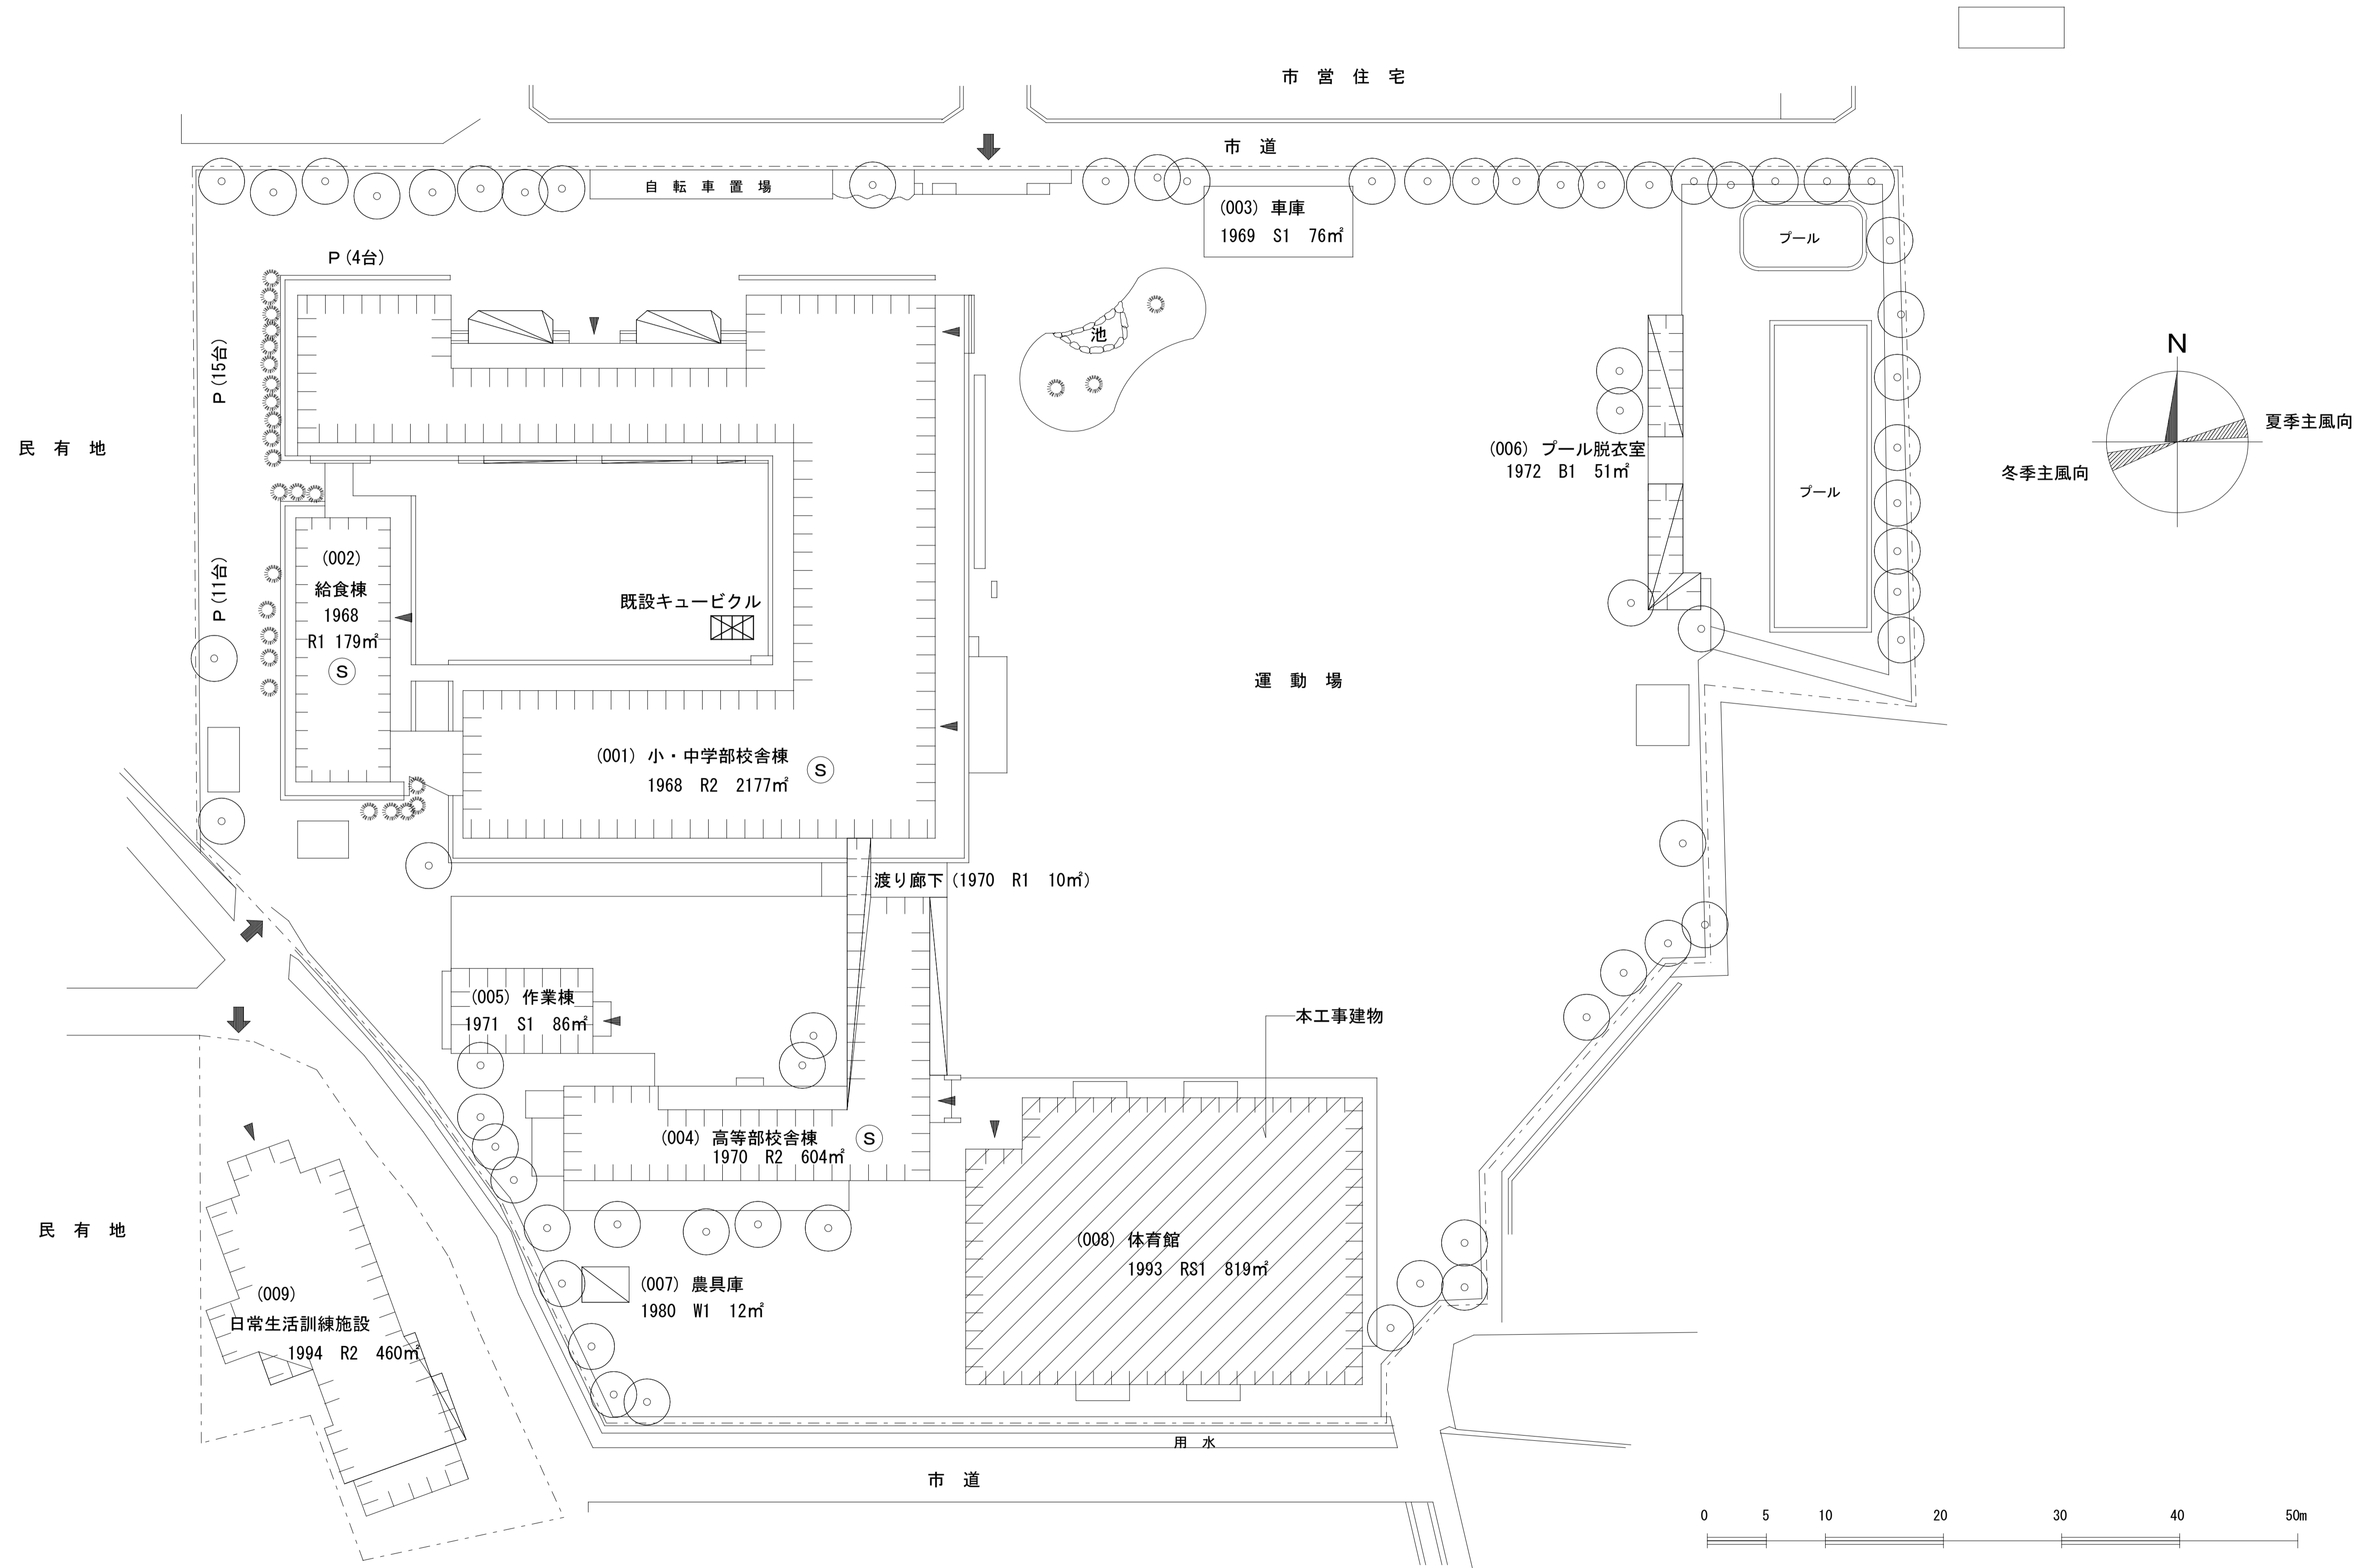 市営住宅
市道
自転車置場
(003) 車庫
1969 S1 76㎡
プール
P(4台)
池
P(15台)
N
夏季主風向
民有地
(006) プール脱衣室
1972 B1 51㎡
冬季主風向
プール
(002)
給食棟
1968
R1 179㎡
S
P(11台)
既設キュービクル
運動場
(001) 小・中学部校舎棟
1968 R2 2177㎡
S
渡り廊下(1970 R1 10㎡)
(005) 作業棟
1971 S1 86㎡
本工事建物
(004) 高等部校舎棟
1970 R2 604㎡
S
民有地
(008) 体育館
1993 RS1 819㎡
(007) 農具庫
1980 W1 12㎡
(009)
日常生活訓練施設
1994 R2 460㎡
用水
市道
0 5 10 20 30 40 50m